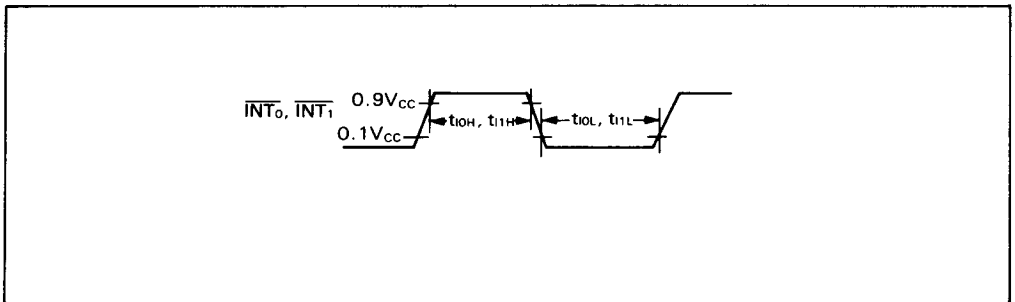 0.9Vcc
INT0, INT1
tI0H, tI1H
tI0L, tI1L
0.1Vcc